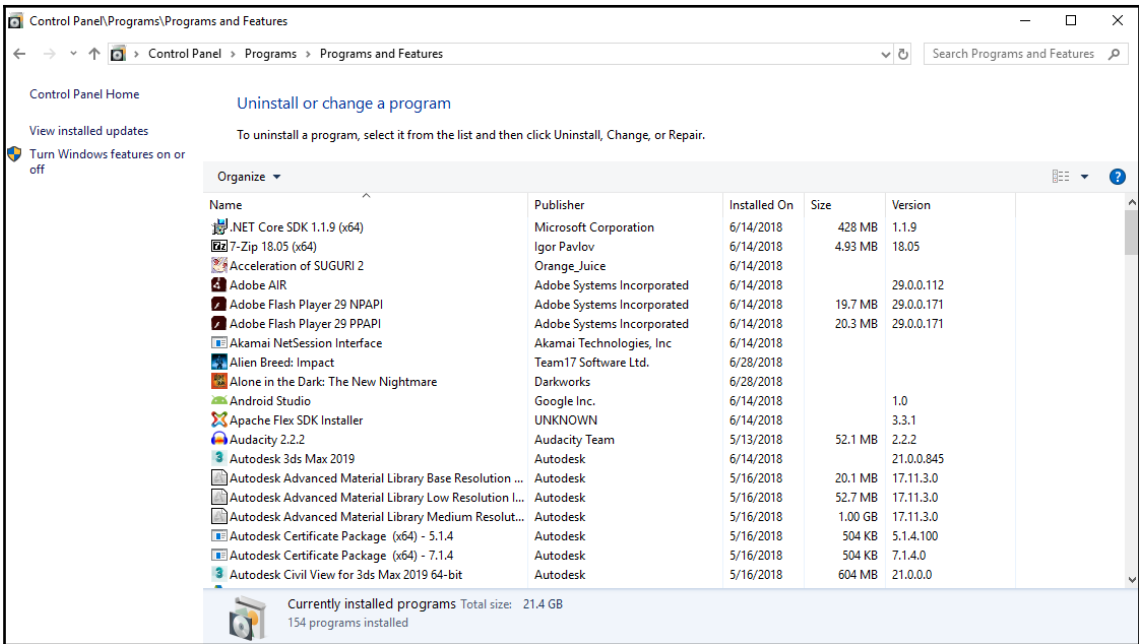 Control Panel\Programs\Programs and Features
Control Panel > Programs > Programs and Features
Search Programs and Features
Control Panel Home
View installed updates
Turn Windows features on or
off
Uninstall or change a program
To uninstall a program, select it from the list and then click Uninstall, Change, or Repair.
Organize
Name Publisher Installed On Size Version
.NET Core SDK 1.1.9 (x64) Microsoft Corporation 6/14/2018 428 MB 1.1.9
7-Zip 18.05 (x64) Igor Pavlov 6/14/2018 4.93 MB 18.05
Acceleration of SUGURI 2 Orange_Juice 6/14/2018
Adobe AIR Adobe Systems Incorporated 6/14/2018 29.0.0.112
Adobe Flash Player 29 NPAPI Adobe Systems Incorporated 6/14/2018 19.7 MB 29.0.0.171
Adobe Flash Player 29 PPAPI Adobe Systems Incorporated 6/14/2018 20.3 MB 29.0.0.171
Akamai NetSession Interface Akamai Technologies, Inc 6/14/2018
Alien Breed: Impact Team17 Software Ltd. 6/28/2018
Alone in the Dark: The New Nightmare Darkworks 6/28/2018
Android Studio Google Inc. 6/14/2018 1.0
Apache Flex SDK Installer UNKNOWN 6/14/2018 3.3.1
Audacity 2.2.2 Audacity Team 5/13/2018 52.1 MB 2.2.2
Autodesk 3ds Max 2019 Autodesk 6/14/2018 21.0.0.845
Autodesk Advanced Material Library Base Resolution ... Autodesk 5/16/2018 20.1 MB 17.11.3.0
Autodesk Advanced Material Library Low Resolution I... Autodesk 5/16/2018 52.7 MB 17.11.3.0
Autodesk Advanced Material Library Medium Resolut... Autodesk 5/16/2018 1.00 GB 17.11.3.0
Autodesk Certificate Package (x64) - 5.1.4 Autodesk 5/16/2018 504 KB 5.1.4.100
Autodesk Certificate Package (x64) - 7.1.4 Autodesk 5/16/2018 504 KB 7.1.4.0
Autodesk Civil View for 3ds Max 2019 64-bit Autodesk 5/16/2018 604 MB 21.0.0.0
Currently installed programs Total size: 21.4 GB
154 programs installed